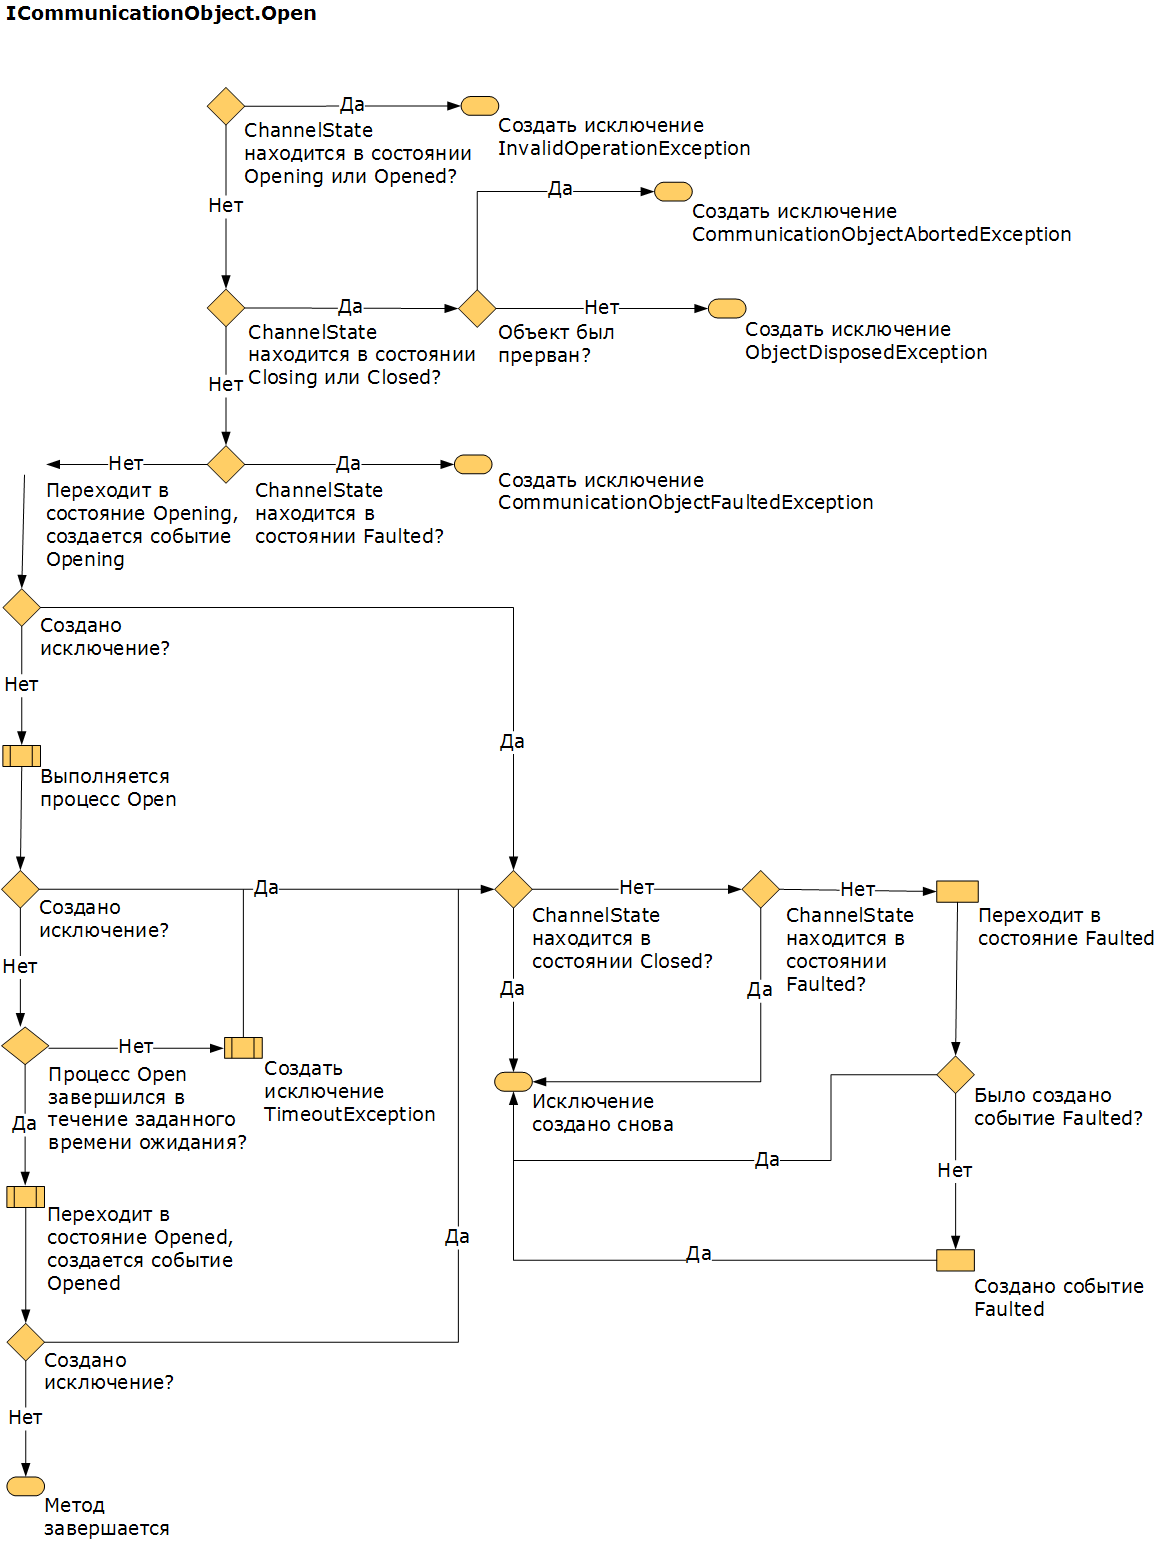 ICommunicationObject.Open
Да
ChannelState
находится в состоянии
Opening или Opened?
Создать исключение
InvalidOperationException
Нет
Да
Создать исключение
CommunicationObjectAbortedException
Да
ChannelState
находится в состоянии
Closing или Closed?
Нет
Объект был
прерван?
Создать исключение
ObjectDisposedException
Нет
Нет
Переходит в
состояние Opening,
создается событие
Opening
Да
ChannelState
находится в
состоянии Faulted?
Создать исключение
CommunicationObjectFaultedException
Создано
исключение?
Нет
Да
Выполняется
процесс Open
Создано
исключение?
Да
Нет
ChannelState
находится в
состоянии Closed?
Нет
ChannelState
находится в
состоянии
Faulted?
Нет
Переходит в
состояние Faulted
Да
Да
Нет
Процесс Open
завершился в
течение заданного
времени ожидания?
Создать
исключение
TimeoutException
Исключение
создано снова
Было создано
событие Faulted?
Да
Да
Нет
Переходит в
состояние Opened,
создается событие
Opened
Да
Да
Создано событие
Faulted
Создано
исключение?
Нет
Метод
завершается